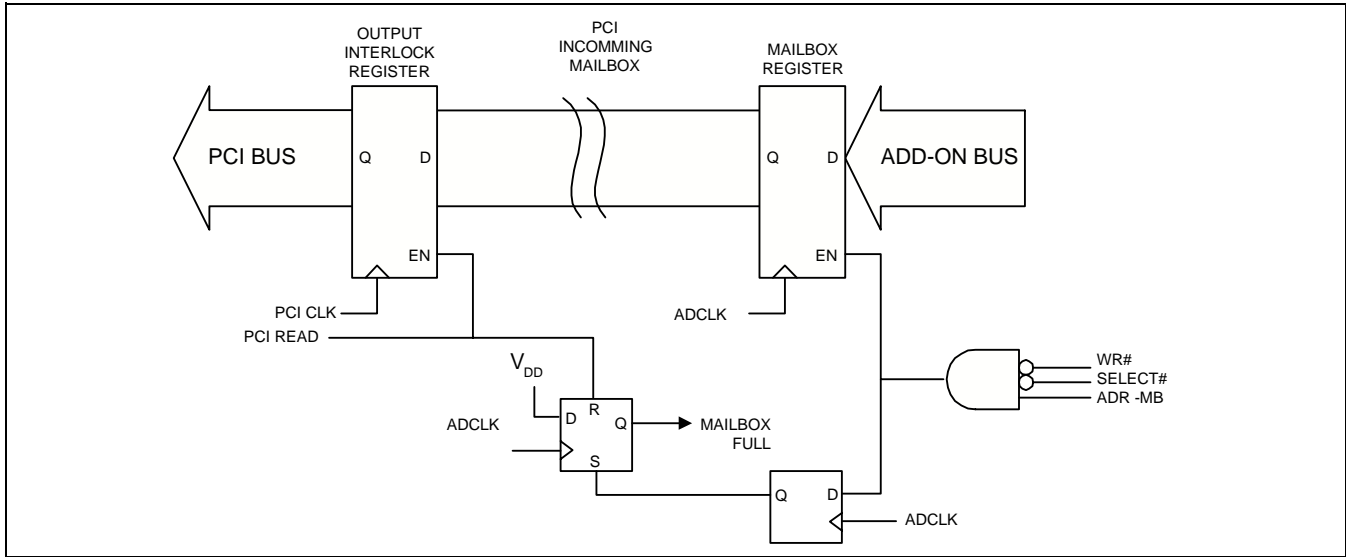 OUTPUT
INTERLOCK
REGISTER
PCI
INCOMMING
MAILBOX
MAILBOX
REGISTER
PCI BUS
Q D
Q D
ADD-ON BUS
EN
EN
PCI CLK
ADCLK
PCI READ
VDD
WR#
SELECT#
ADR -MB
D R Q
S
ADCLK
MAILBOX
FULL
Q D
ADCLK